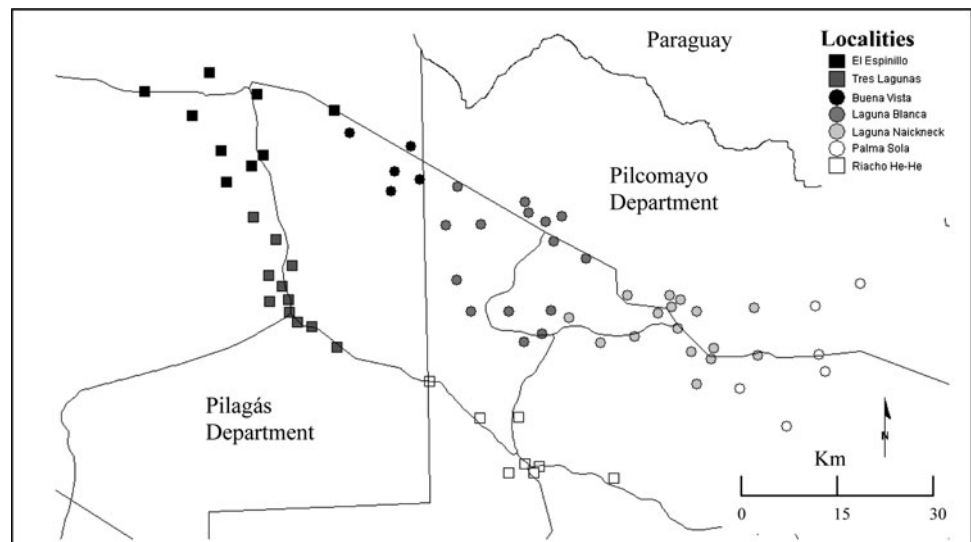 Paraguay
Localities
El Espinillo
Tres Lagunas
Buena Vista
Laguna Blanca
Laguna Naickneck
Palma Sola
Riacho He-He
Pilcomayo
Department
Pilagás
Department
N
Km
0 15 30